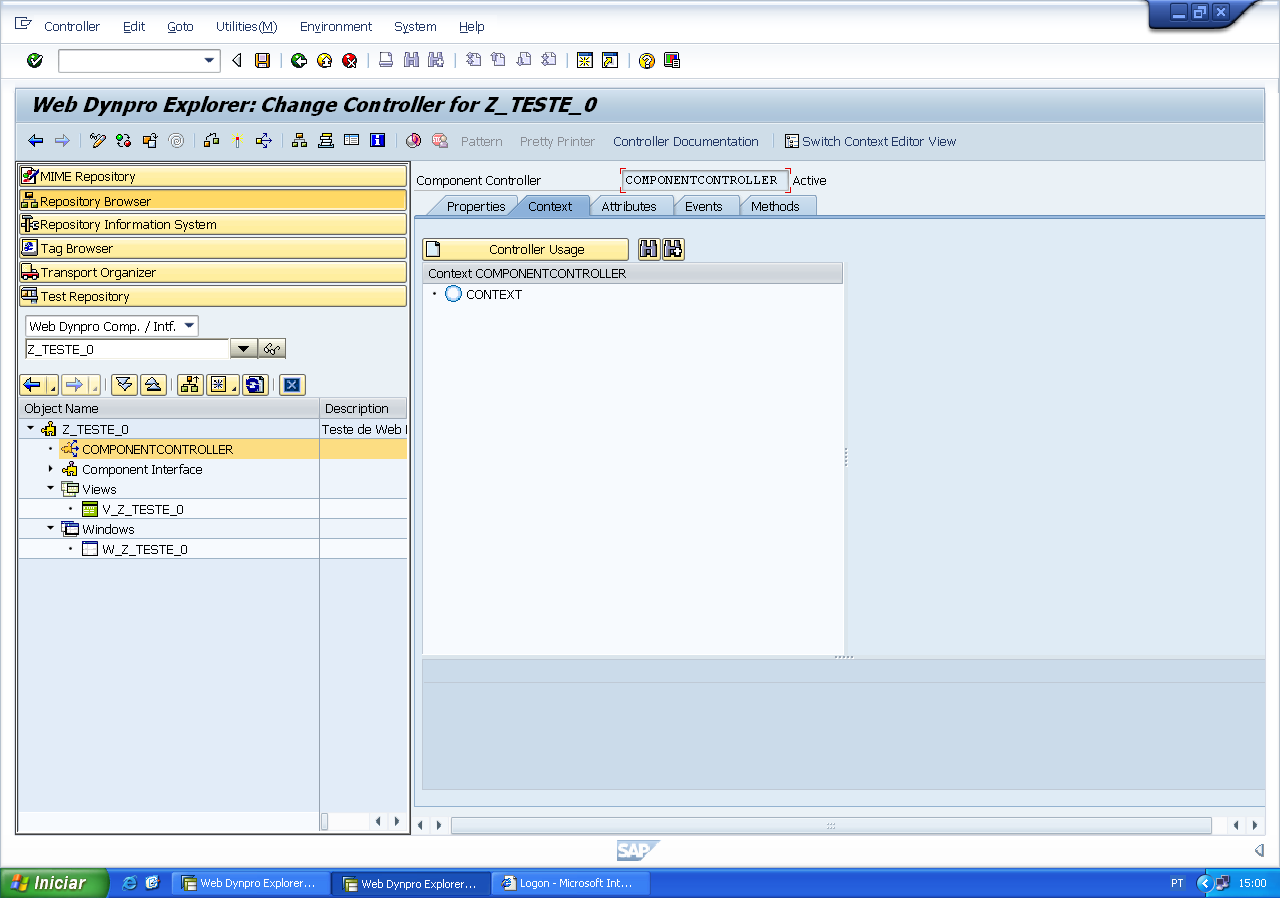 Controller Edit Goto Utilities(M) Environment System Help
Web Dynpro Explorer: Change Controller for Z_TESTE_0
Pattern Pretty Printer Controller Documentation Switch Context Editor View
MIME Repository
Repository Browser
Repository Information System
Tag Browser
Transport Organizer
Test Repository
Web Dynpro Comp. / Intf.
Z_TESTE_0
Object Name Description
Z_TESTE_0 Teste de Web
COMPONENTCONTROLLER
Component Interface
Views
V_Z_TESTE_0
Windows
W_Z_TESTE_0
Component Controller COMPONENTCONTROLLER Active
Properties Context Attributes Events Methods
Controller Usage
Context COMPONENTCONTROLLER
CONTEXT
SAP
Iniciar Web Dynpro Explorer... Web Dynpro Explorer... Logon - Microsoft Int... PT 15:00